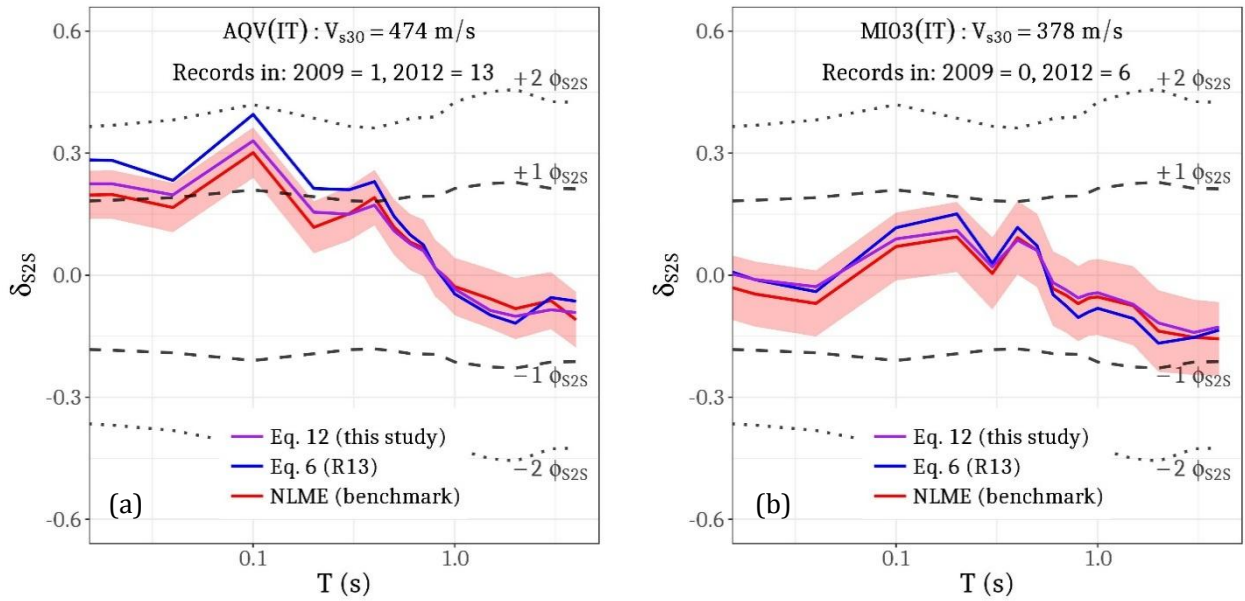 AQV(IT) : Vs30 = 474 m/s
Records in: 2009 = 1, 2012 = 13
+2 ϕS2S
+1 ϕS2S
−1 ϕS2S
−2 ϕS2S
0.6
0.3
0.0
-0.3
-0.6
δS2S
Eq. 12 (this study)
Eq. 6 (R13)
NLME (benchmark)
(a)
0.1
1.0
T (s)
MIO3(IT) : Vs30 = 378 m/s
Records in: 2009 = 0, 2012 = 6
+2 ϕS2S
+1 ϕS2S
−1 ϕS2S
−2 ϕS2S
0.6
0.3
0.0
-0.3
-0.6
δS2S
Eq. 12 (this study)
Eq. 6 (R13)
NLME (benchmark)
(b)
0.1
1.0
T (s)